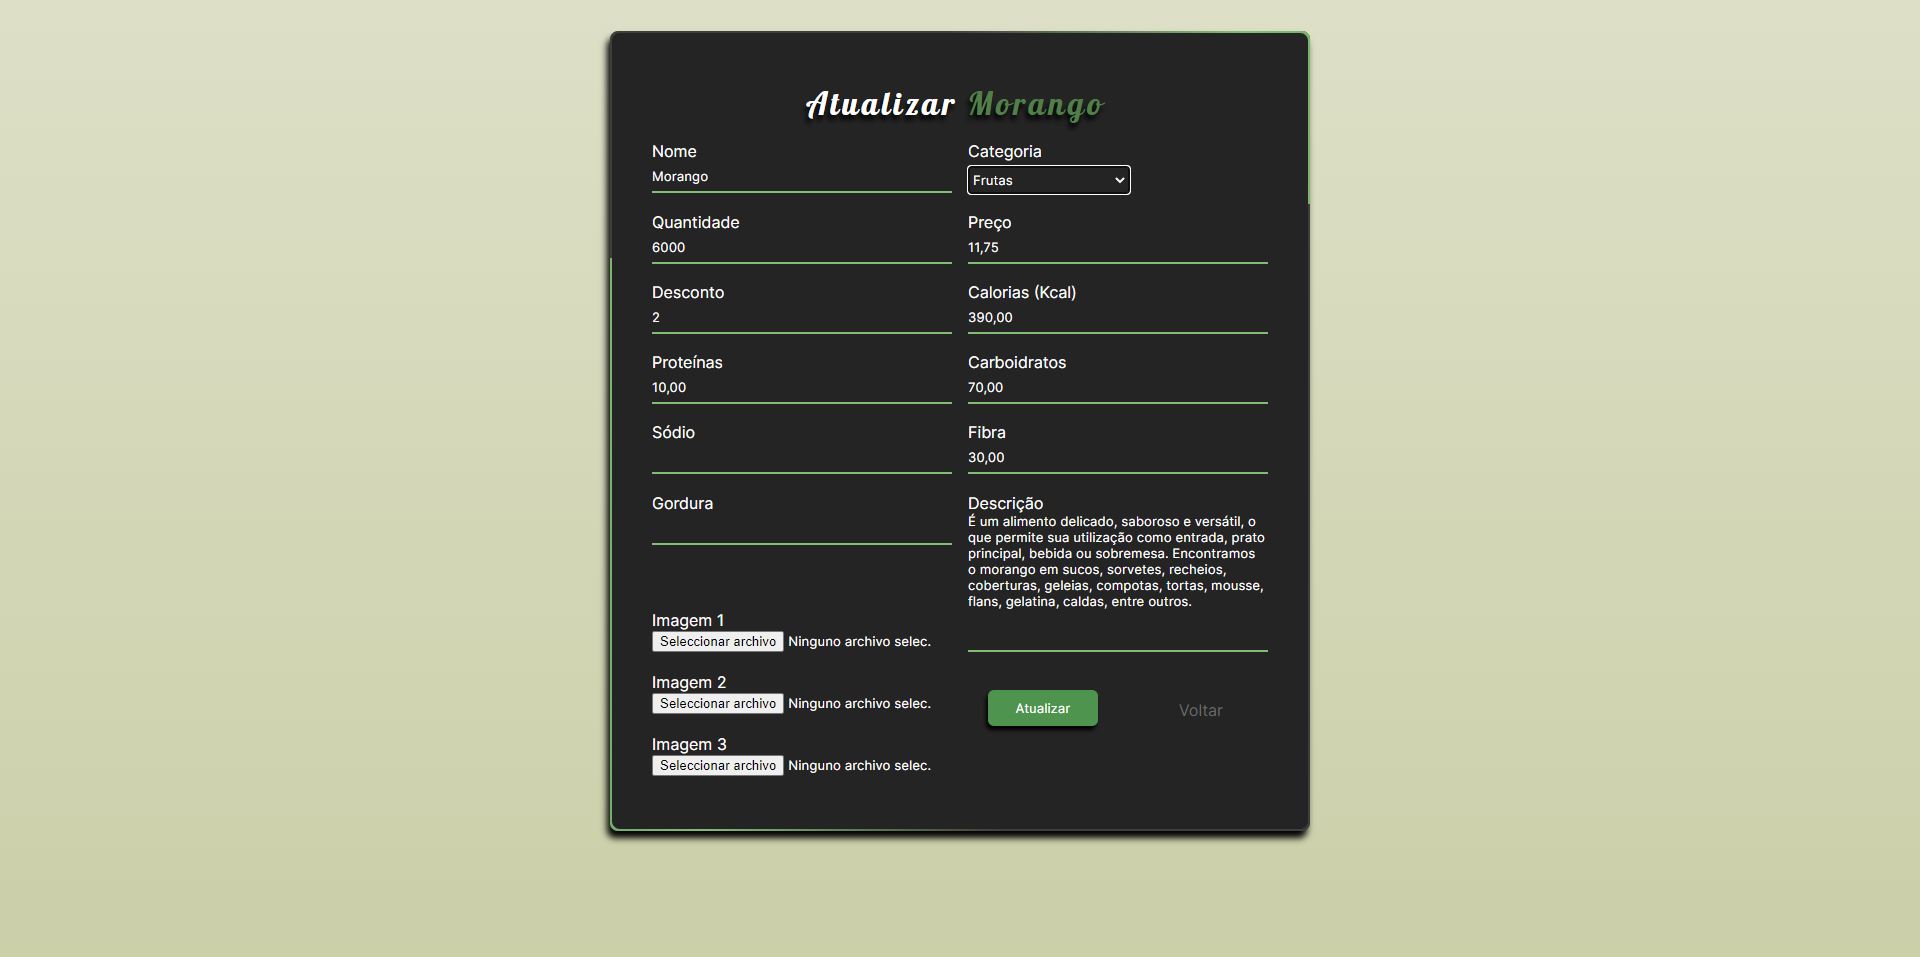 Atualizar Morango
Nome
Morango
Categoria
Frutas
Quantidade
6000
Preço
11,75
Desconto
2
Calorias (Kcal)
390,00
Proteínas
10,00
Carboidratos
70,00
Sódio
Fibra
30,00
Gordura
Descrição
É um alimento delicado, saboroso e versátil, o
que permite sua utilização como entrada, prato
principal, bebida ou sobremesa. Encontramos
o morango em sucos, sorvetes, recheios,
coberturas, geleias, compotas, tortas, mousse,
flans, gelatina, caldas, entre outros.
Imagem 1
Seleccionar archivo Ninguno archivo selec.
Imagem 2
Seleccionar archivo Ninguno archivo selec.
Imagem 3
Seleccionar archivo Ninguno archivo selec.
Atualizar
Voltar